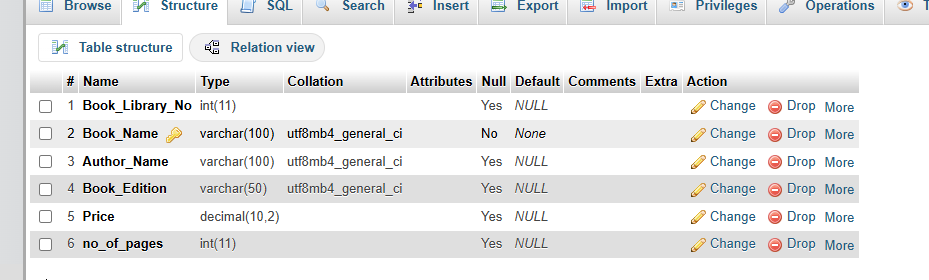 Browse Structure SQL Search Insert Export Import Privileges Operations
Table structure Relation view
# Name Type Collation Attributes Null Default Comments Extra Action
1 Book_Library_No int(11) Yes NULL Change Drop More
2 Book_Name varchar(100) utf8mb4_general_ci No None Change Drop More
3 Author_Name varchar(100) utf8mb4_general_ci Yes NULL Change Drop More
4 Book_Edition varchar(50) utf8mb4_general_ci Yes NULL Change Drop More
5 Price decimal(10,2) Yes NULL Change Drop More
6 no_of_pages int(11) Yes NULL Change Drop More